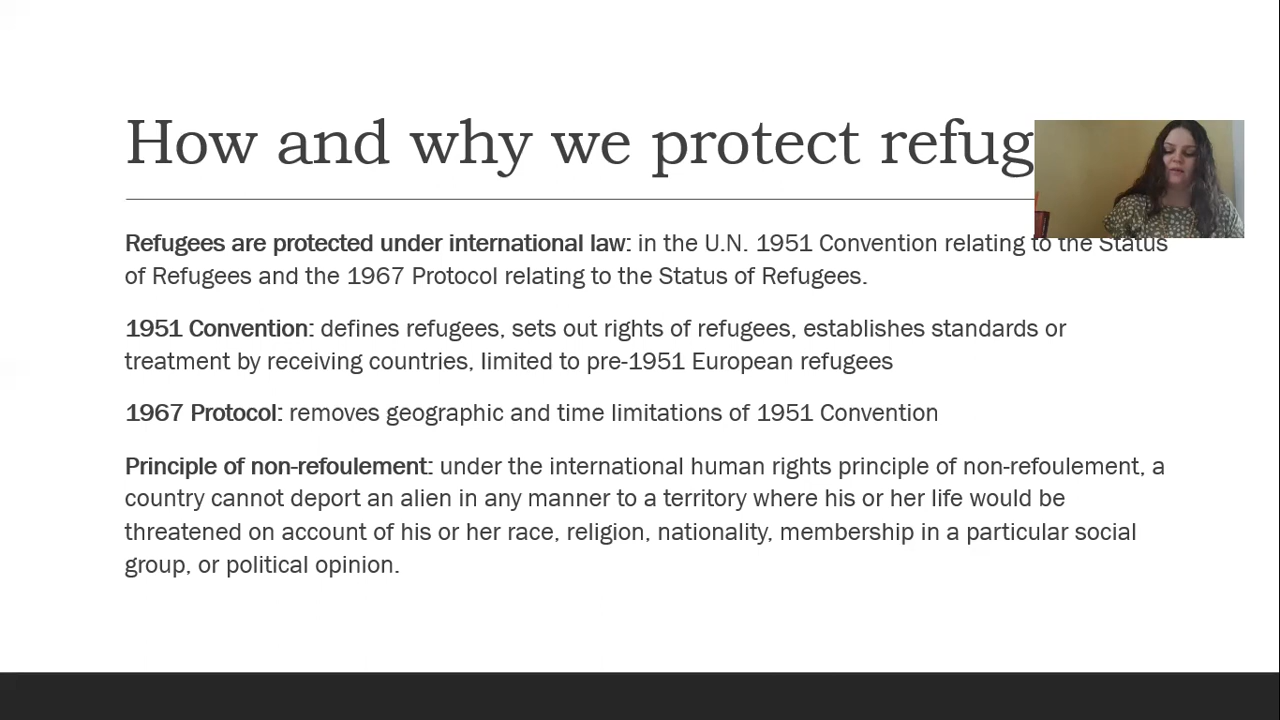 How and why we protect refug
Refugees are protected under international law: in the U.N. 1951 Convention relating to the Status
of Refugees and the 1967 Protocol relating to the Status of Refugees.
1951 Convention: defines refugees, sets out rights of refugees, establishes standards or
treatment by receiving countries, limited to pre-1951 European refugees
1967 Protocol: removes geographic and time limitations of 1951 Convention
Principle of non-refoulement: under the international human rights principle of non-refoulement, a
country cannot deport an alien in any manner to a territory where his or her life would be
threatened on account of his or her race, religion, nationality, membership in a particular social
group, or political opinion.